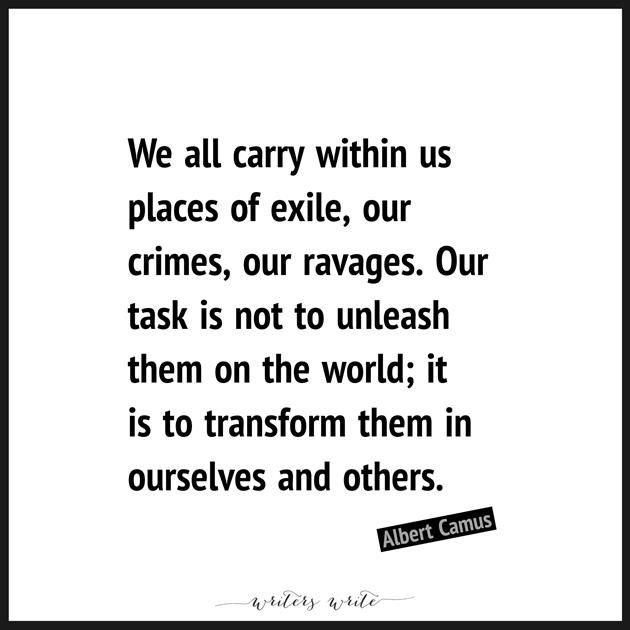 We all carry within us
places of exile, our
crimes, our ravages. Our
task is not to unleash
them on the world; it
is to transform them in
ourselves and others.
Albert Camus
writers write